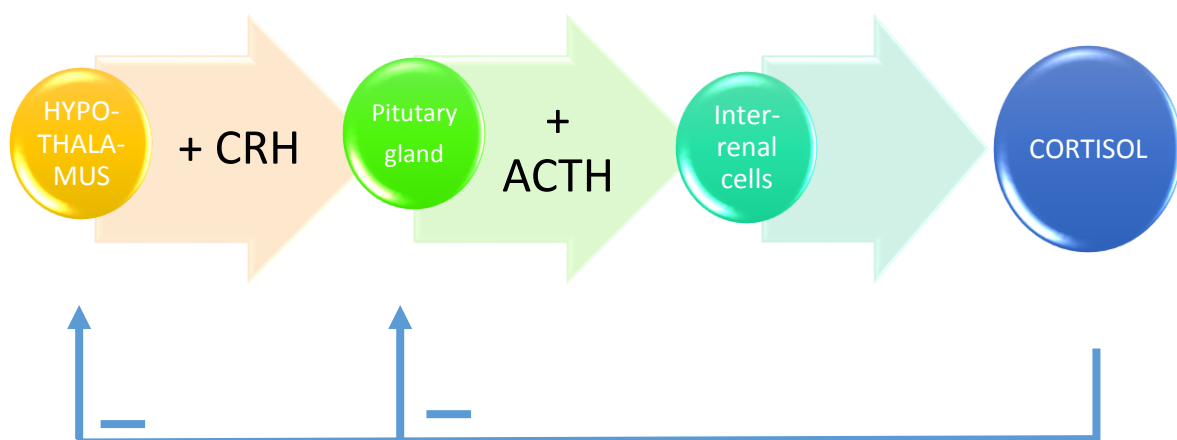 HYPO-
THALA-
MUS
+ CRH
Pitutary
gland
+
ACTH
Inter-
renal
cells
CORTISOL